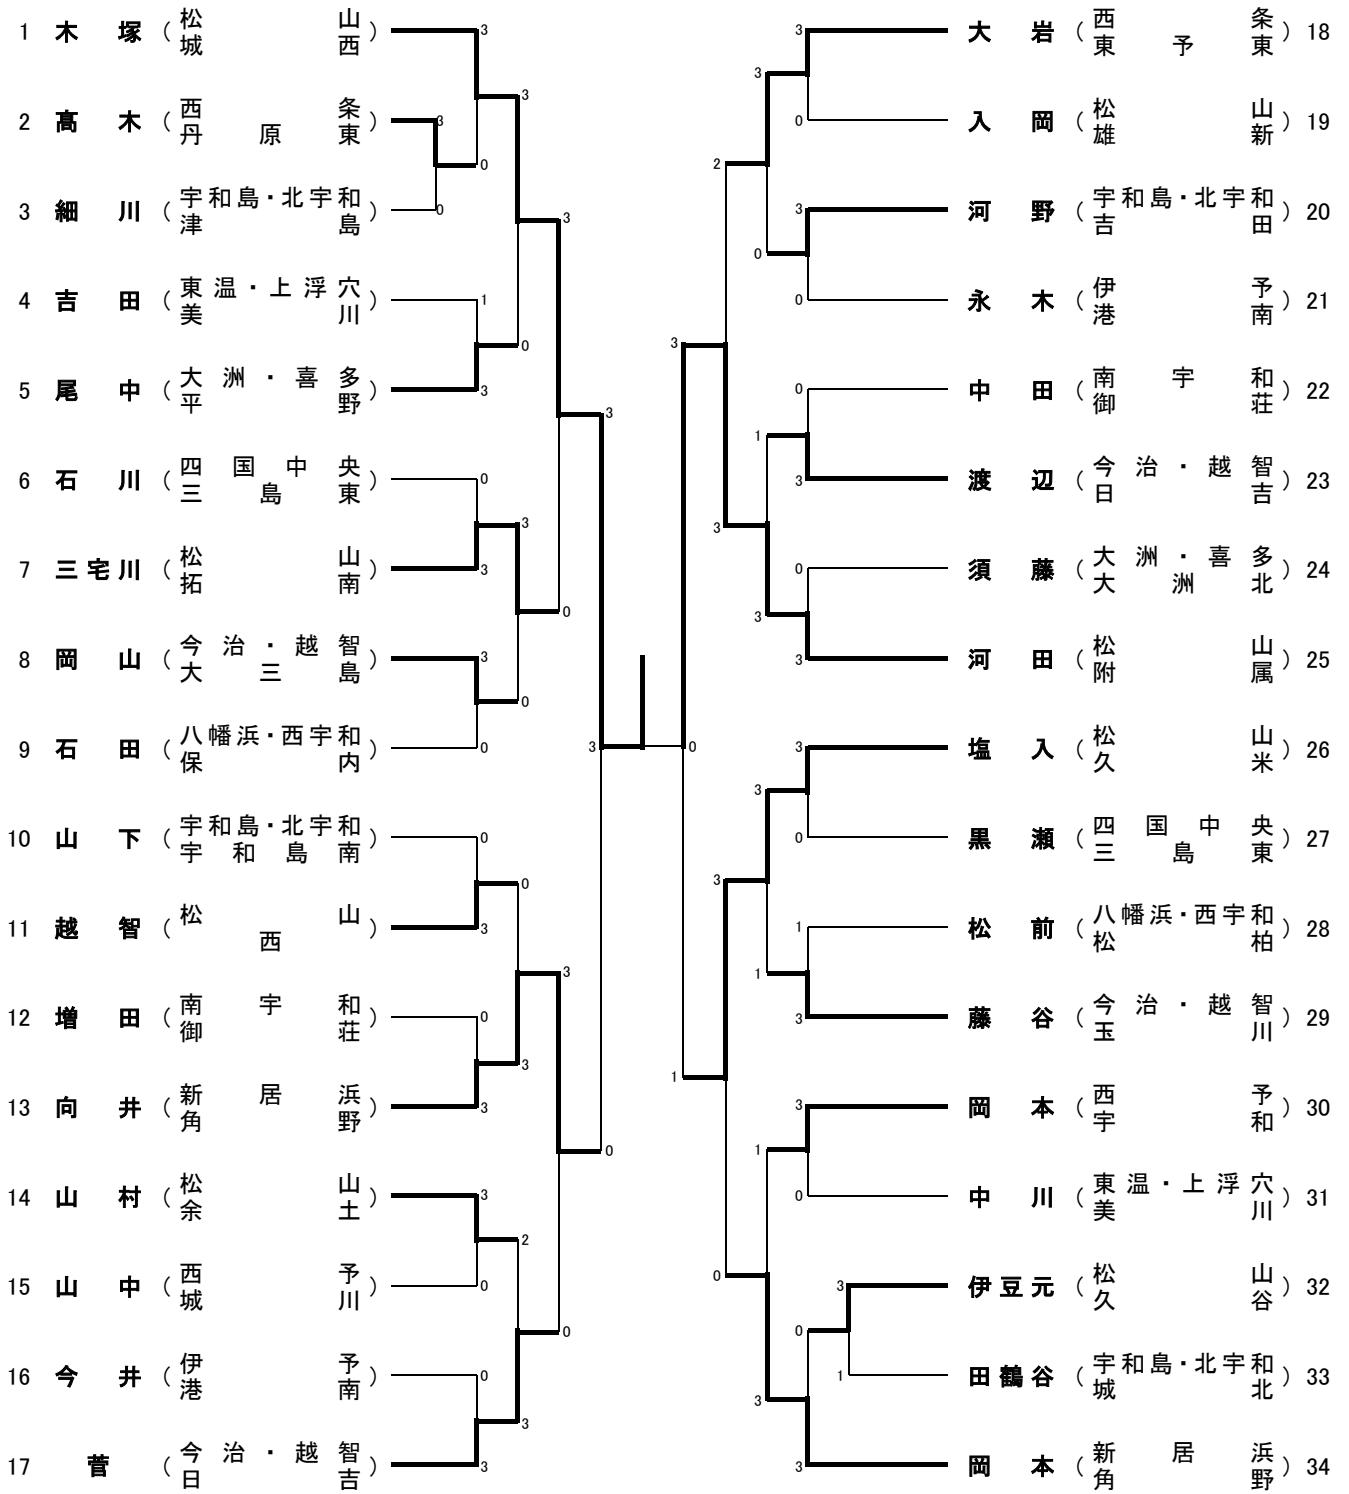 1 木塚 (松山 城西) 3
2 髙木 (西条 丹原東) 3
3 細川 (宇和島・北宇和 津島) 0
4 吉田 (東温・上浮穴 美川) 1
5 尾中 (大洲・喜多 平野) 3
6 石川 (四国中央 三島東) 0
7 三宅川 (松山 拓南) 3
8 岡山 (今治・越智 大三島) 3
9 石田 (八幡浜・西宇和 保内) 0
10 山下 (宇和島・北宇和 宇和島南) 0
11 越智 (松山 西) 3
12 増田 (南宇和 御荘) 0
13 向井 (新居浜 角野) 3
14 山村 (松山 余土) 3
15 山中 (西予 城川) 0
16 今井 (伊予 港南) 0
17 菅 (今治・越智 日吉) 3
0
3
0
3
0
0
3
2
3
3
0
3
0
3
0
3
0
3
1
2
3
3
0
3
0
1
3
3
1
1
3
0
3 大岩 (西条 東予東) 18
0 入岡 (松山 雄新) 19
3 河野 (宇和島・北宇和 吉田) 20
0 永木 (伊予 港南) 21
0 中田 (南宇和 御荘) 22
3 渡辺 (今治・越智 日吉) 23
0 須藤 (大洲・喜多 大洲北) 24
3 河田 (松山 附属) 25
3 塩入 (松山 久米) 26
0 黒瀬 (四国中央 三島東) 27
1 松前 (八幡浜・西宇和 松柏) 28
3 藤谷 (今治・越智 玉川) 29
3 岡本 (西予 宇和) 30
0 中川 (東温・上浮穴 美川) 31
3 伊豆元 (松山 久谷) 32
1 田鶴谷 (宇和島・北宇和 城北) 33
3 岡本 (新居浜 角野) 34